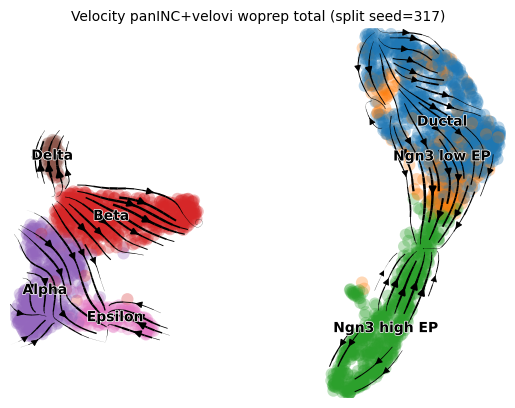 Velocity panINC+velovi woprep total (split seed=317)
Ductal
Delta
Ngn3 low EP
Beta
Alpha
Epsilon
Ngn3 high EP